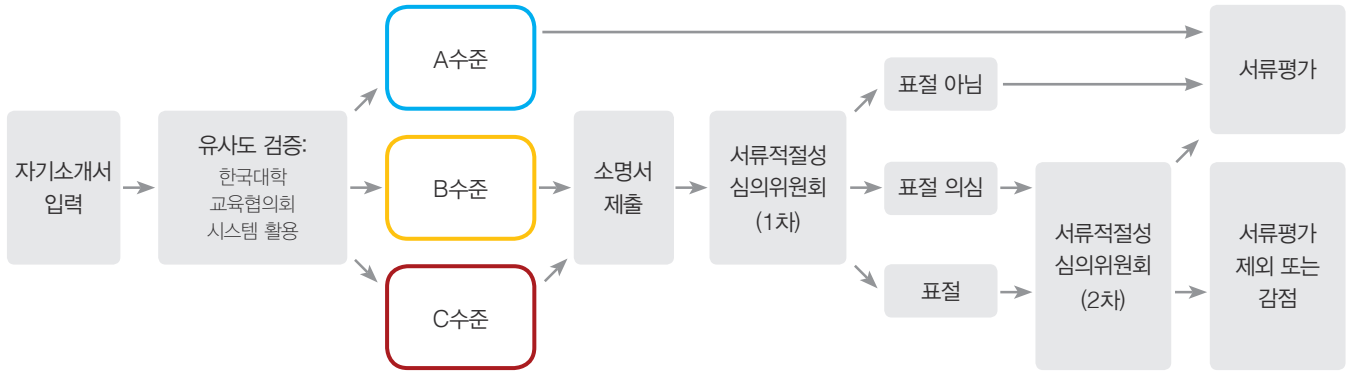 자기소개서
입력
유사도 검증:
한국대학
교육협의회
시스템 활용
A수준
B수준
C수준
소명서
제출
서류적절성
심의위원회
(1차)
표절 아님
표절 의심
표절
서류적절성
심의위원회
(2차)
서류평가
서류평가
제외 또는
감점